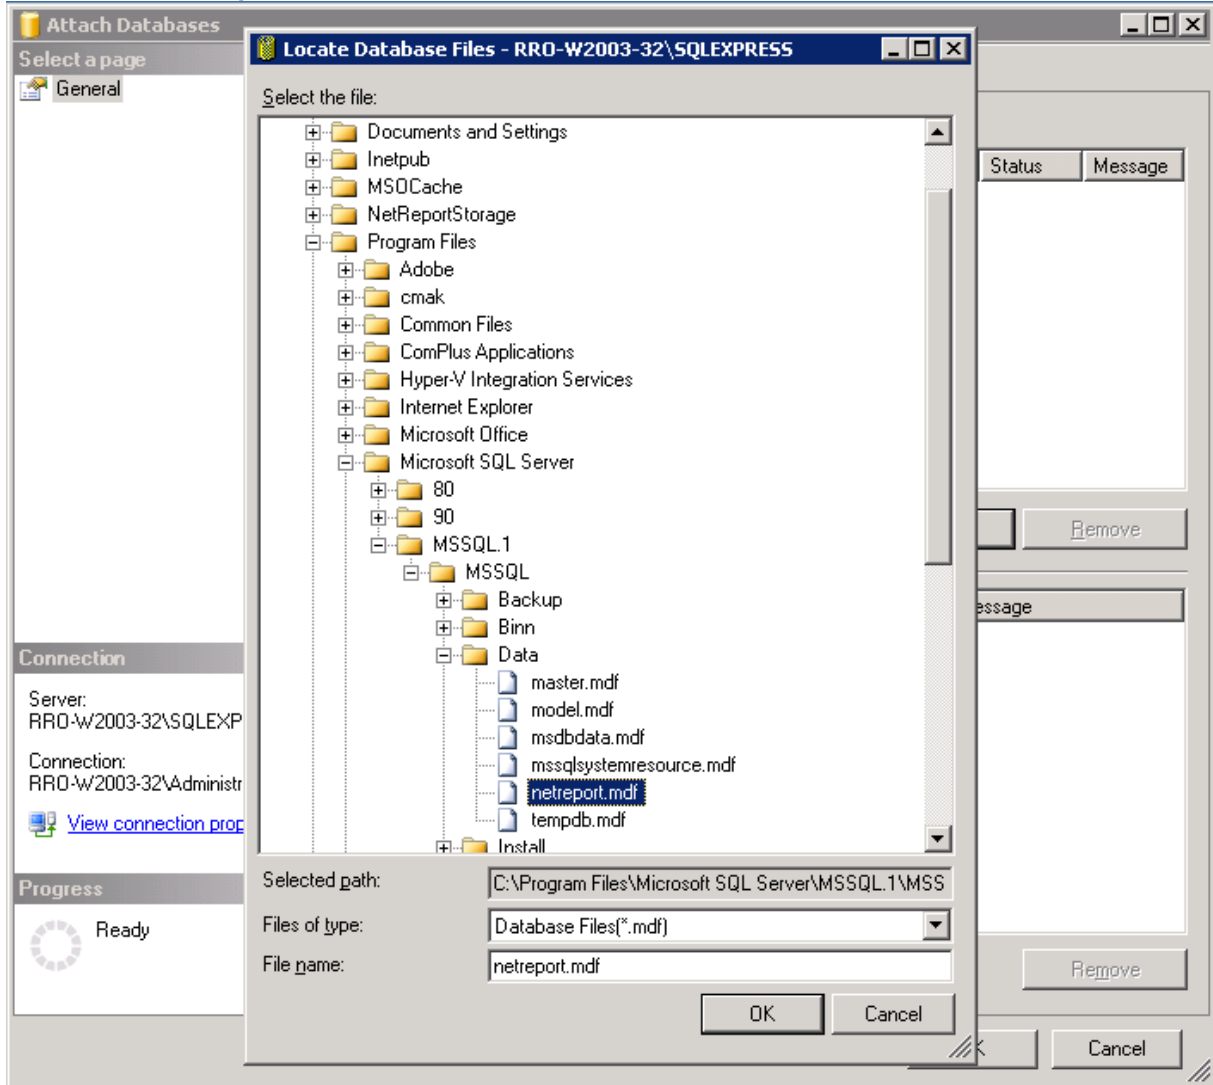 Attach Databases
Select a page
General
Locate Database Files - RRO-W2003-32\SQLEXPRESS
Select the file:
Documents and Settings
Inetpub
MSOCache
NetReportStorage
Program Files
Adobe
cmak
Common Files
ComPlus Applications
Hyper-V Integration Services
Internet Explorer
Microsoft Office
Microsoft SQL Server
80
90
MSSQL.1
MSSQL
Backup
Binn
Data
master.mdf
model.mdf
msdbdata.mdf
mssqlsystemresource.mdf
netreport.mdf
tempdb.mdf
Install
Selected path: C:\Program Files\Microsoft SQL Server\MSSQL.1\MSS
Files of type: Database Files(*.mdf)
File name: netreport.mdf
OK Cancel
Status Message
Remove
essage
Remove
Cancel
Connection
Server:
RRO-W2003-32\SQLEXP
Connection:
RRO-W2003-32\Administr
View connection prop
Progress
Ready